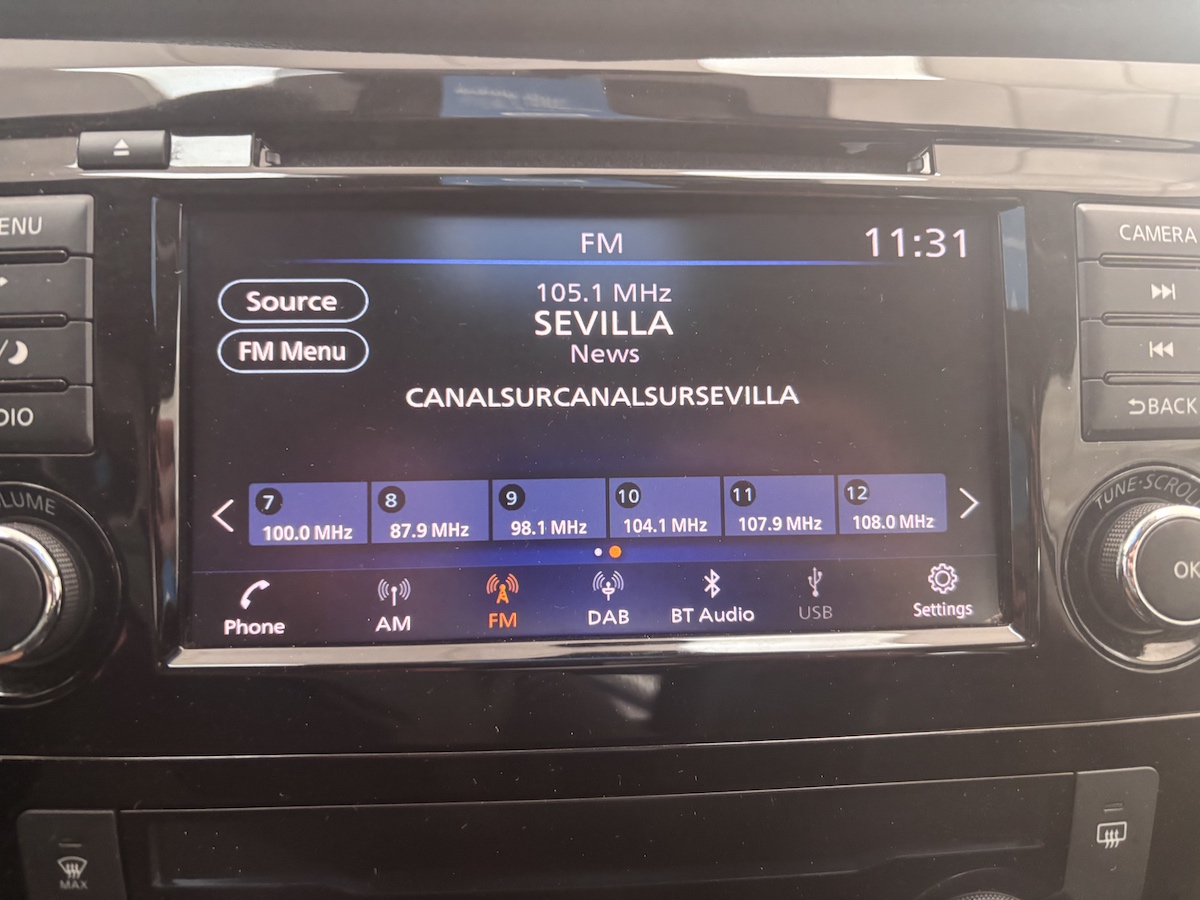 FM 11:31
CAMERA
Source
105.1 MHz
FM Menu
SEVILLA
News
BACK
CANALSURCANALSURSEVILLA
7 8 9 10 11 12
100.0 MHz 87.9 MHz 98.1 MHz 104.1 MHz 107.9 MHz 108.0 MHz
TUNE·SCROLL
OK
Phone AM FM DAB BT Audio USB Settings
MAX